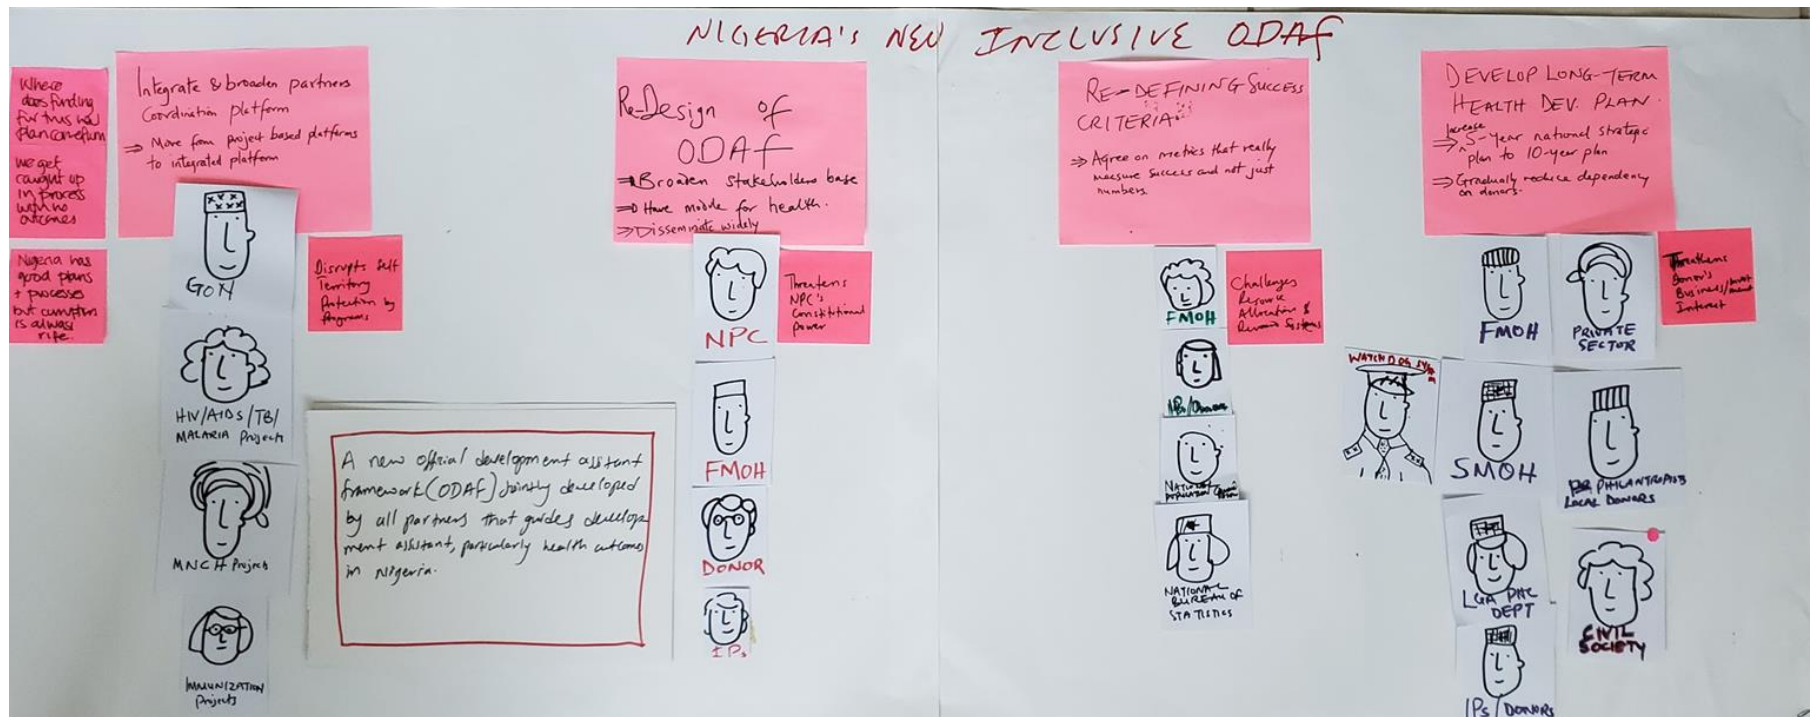 NIGERIA'S NEW INCLUSIVE ODAf
Where
does funding
for this
plan come from
we get
caught up
in process
with no
outcomes
Nigeria has
good plans
+ processes
but
is always
rife.
Integrate & broaden partners
Coordination platform
⇒ Move from project based platforms
to integrated platform
GON
Disrupts Self
Territory
Protection by
Programs
HIV/AIDs/TB/
MALARIA Projects
MNCH Projects
IMMUNIZATION
Projects
A new official development assistant
framework (ODAf) Jointly developed
by all partners that guides develop
ment assistant, particularly health outcomes
in Nigeria.
Re-Design of
ODAf
⇒ Broaden stakeholders base
⇒ Have module for health.
⇒ Disseminate widely
NPC
Threatens
NPC's
Constitutional
power
FMOH
DONOR
IPs
RE-DEFINING SUCCESS
CRITERIA
⇒ Agree on metrics that really
measure success and not just
numbers.
FMOH
Challenges
Resource
Allocation &
Systems
NATIONAL
POPULATION
NATIONAL
BUREAU OF
STATISTICS
DEVELOP LONG-TERM
HEALTH DEV. PLAN.
⇒ Increase 5-year national strategic
plan to 10-year plan
⇒ Gradually reduce dependency
on donors.
FMOH
PRIVATE
SECTOR
Threathens
Donor's
Business/
Interest
WATCHDOG
SMOH
PHILANTROPISTS
LOCAL DONORS
LGA PHC
DEPT
CIVIL
SOCIETY
IPs/DONORS